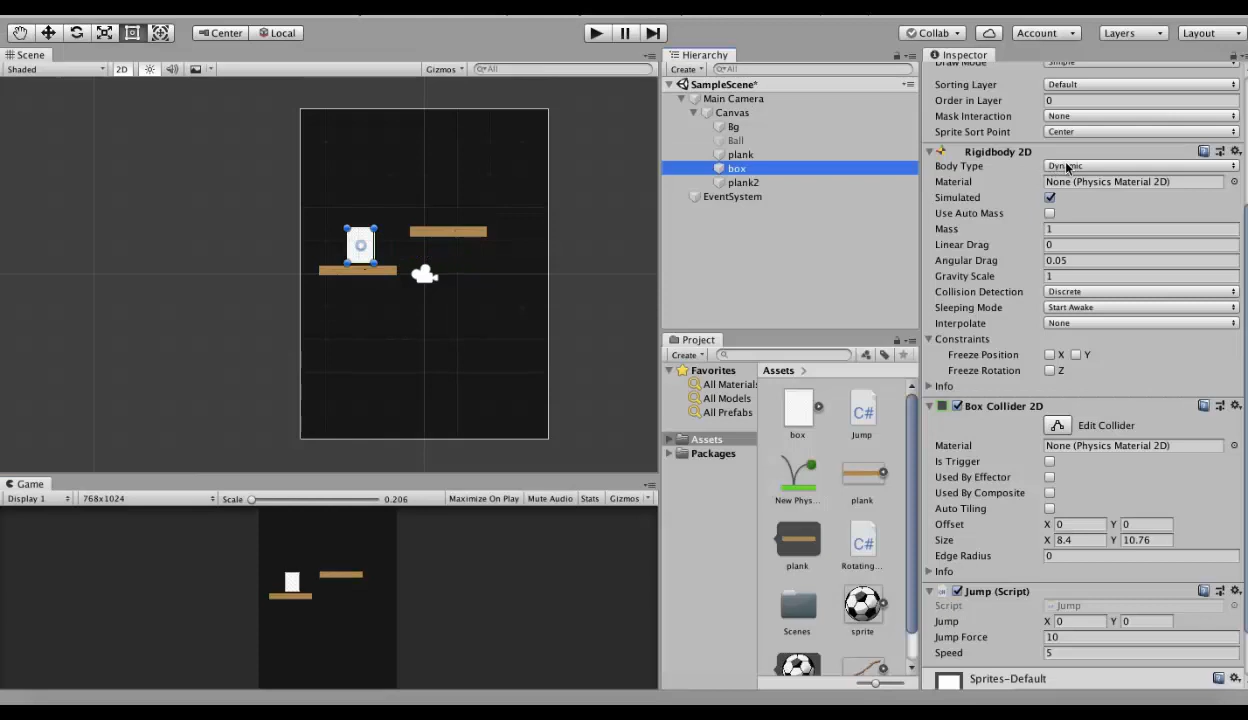 Center Local Collab Account Layers Layout
Scene
Shaded 2D Gizmos All
Hierarchy
Create All
SampleScene*
Main Camera
Canvas
Bg
Ball
plank
box
plank2
EventSystem
Project
Create
Favorites
All Materials
All Models
All Prefabs
Assets
Packages
Assets
box Jump
C#
New Phys... plank
plank Rotating...
C#
Scenes sprite
Game
Display 1 768x1024 Scale 0.206 Maximize On Play Mute Audio Stats Gizmos
Inspector
Draw Mode Simple
Sorting Layer Default
Order in Layer 0
Mask Interaction None
Sprite Sort Point Center
Rigidbody 2D
Body Type Dynamic
Material None (Physics Material 2D)
Simulated
Use Auto Mass
Mass 1
Linear Drag 0
Angular Drag 0.05
Gravity Scale 1
Collision Detection Discrete
Sleeping Mode Start Awake
Interpolate None
Constraints
Freeze Position X Y
Freeze Rotation Z
Info
Box Collider 2D
Edit Collider
Material None (Physics Material 2D)
Is Trigger
Used By Effector
Used By Composite
Auto Tiling
Offset X 0 Y 0
Size X 8.4 Y 10.76
Edge Radius 0
Info
Jump (Script)
Script Jump
Jump X 0 Y 0
Jump Force 10
Speed 5
Sprites-Default